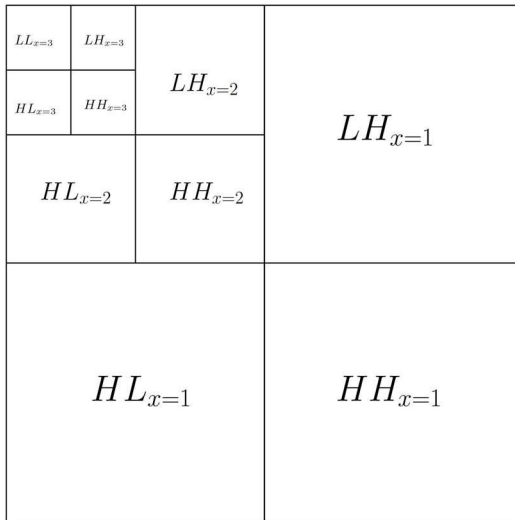 LL_{x=3} LH_{x=3}
LH_{x=2}
HL_{x=3} HH_{x=3}
LH_{x=1}
HL_{x=2} HH_{x=2}
HL_{x=1} HH_{x=1}